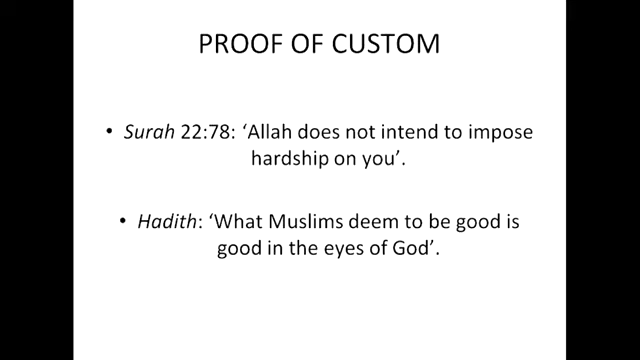 PROOF OF CUSTOM
• Surah 22:78: ‘Allah does not intend to impose
hardship on you’.
• Hadith: ‘What Muslims deem to be good is
good in the eyes of God’.